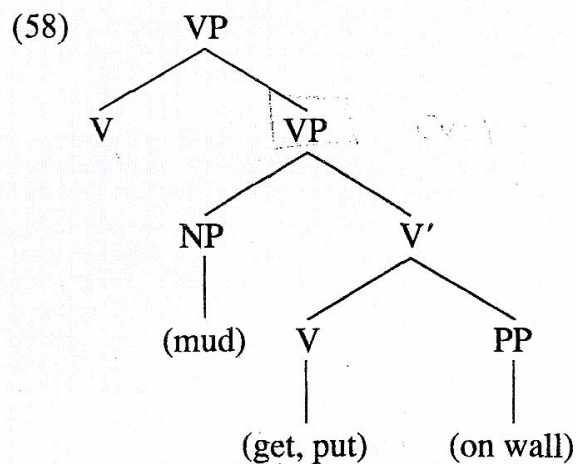 (58) VP
V VP
NP V′
(mud) V PP
(get, put) (on wall)